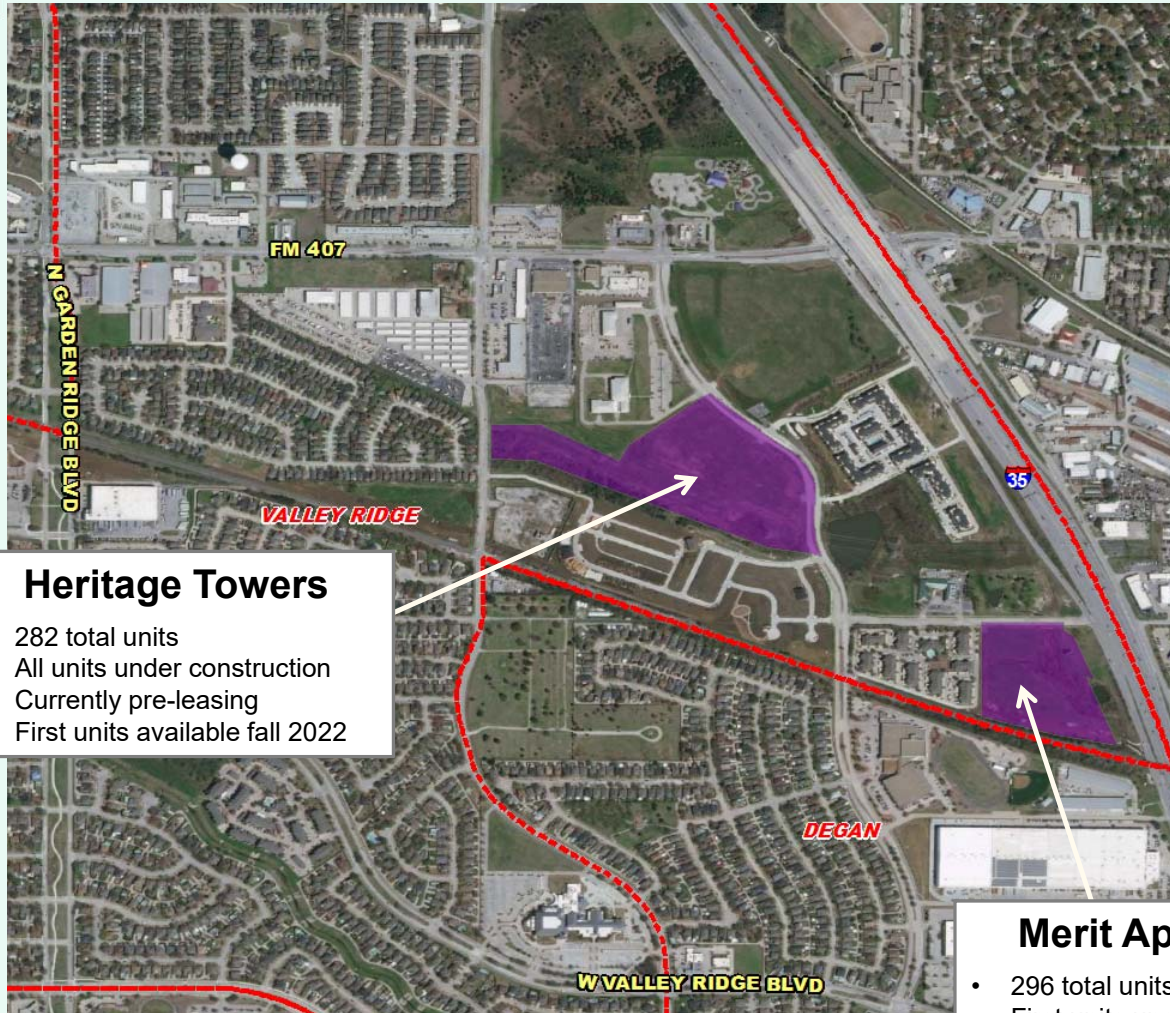 FM 407
N GARDEN RIDGE BLVD
35
VALLEY RIDGE
Heritage Towers
282 total units
All units under construction
Currently pre-leasing
First units available fall 2022
DEGAN
Merit Ap
• 296 total units
W VALLEY RIDGE BLVD